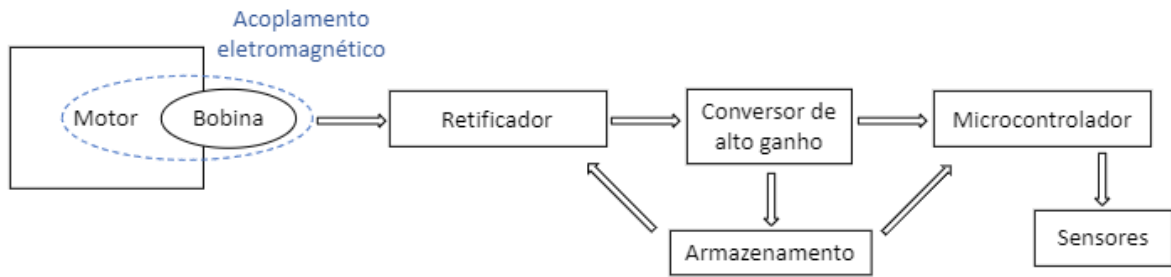 Acoplamento
eletromagnético
Motor
Bobina
Retificador
Conversor de
alto ganho
Microcontrolador
Armazenamento
Sensores